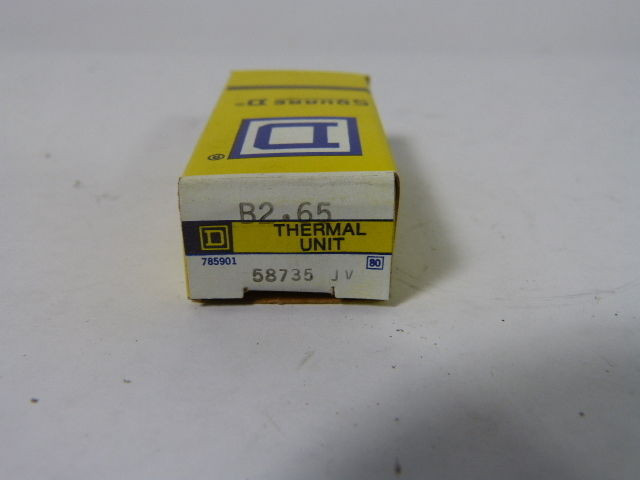 SQUARE D®
D
®
B2.65
D
THERMAL
UNIT
785901
80
58735 JV